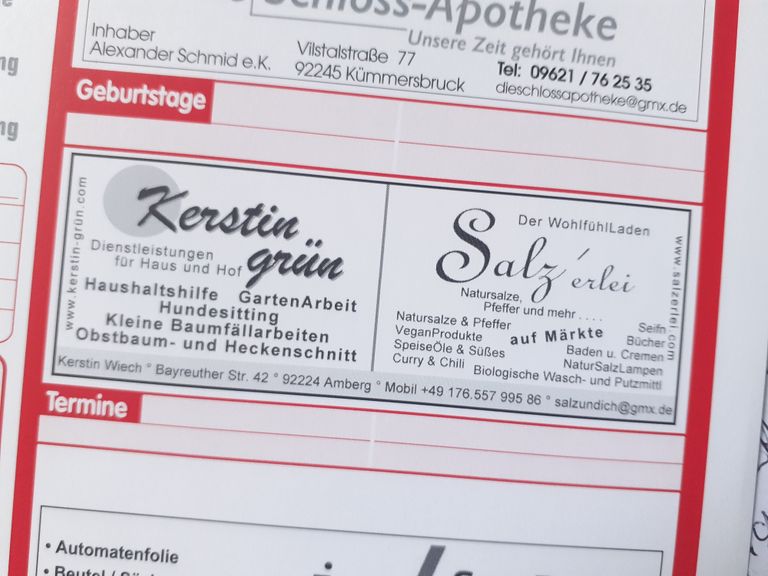 Schloss-Apotheke
Unsere Zeit gehört Ihnen
Inhaber
Alexander Schmid e.K.
Vilstalstraße 77
92245 Kümmersbruck
Tel: 09621 / 76 25 35
dieschlossapotheke@gmx.de
Geburtstage
www.kerstin-grün.com
Kerstin
grün
Dienstleistungen
für Haus und Hof
Haushaltshilfe GartenArbeit
Hundesitting
Kleine Baumfällarbeiten
Obstbaum- und Heckenschnitt
Der WohlfühlLaden
Salz´erlei
www.salzerlei.com
Natursalze,
Pfeffer und mehr . . . .
Natursalze & Pfeffer
VeganProdukte
SpeiseÖle & Süßes
Curry & Chili
auf Märkte
Seifn
Bücher
Baden u. Cremen
NaturSalzLampen
Biologische Wasch- und Putzmittl
Kerstin Wiech ° Bayreuther Str. 42 ° 92224 Amberg ° Mobil +49 176.557 995 86 ° salzundich@gmx.de
Termine
• Automatenfolie